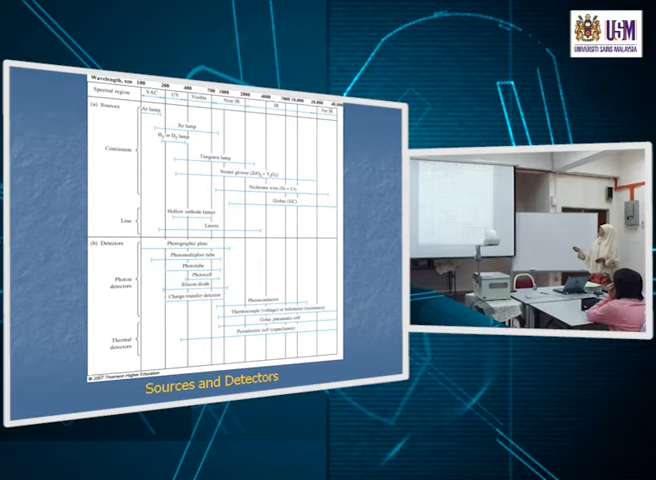 USM
UNIVERSITI SAINS MALAYSIA
Wavelength, nm 100 200 400 700 1000 2000 4000 7000 10,000 20,000 40,000
Spectral region VAC UV Visible Near IR IR Far IR
(a) Sources
Ar lamp
Xe lamp
H2 or D2 lamp
Continuum
Tungsten lamp
Nernst glower (ZrO2 + Y2O3)
Nichrome wire (Ni + Cr)
Globar (SiC)
Hollow cathode lamps
Line
Lasers
(b) Detectors
Photographic plate
Photomultiplier tube
Phototube
Photon
detectors
Photocell
Silicon diode
Charge-transfer detector
Photoconductor
Thermocouple (voltage) or bolometer (resistance)
Golay pneumatic cell
Thermal
detectors
Pyroelectric cell (capacitance)
© 2007 Thomson Higher Education
Sources and Detectors